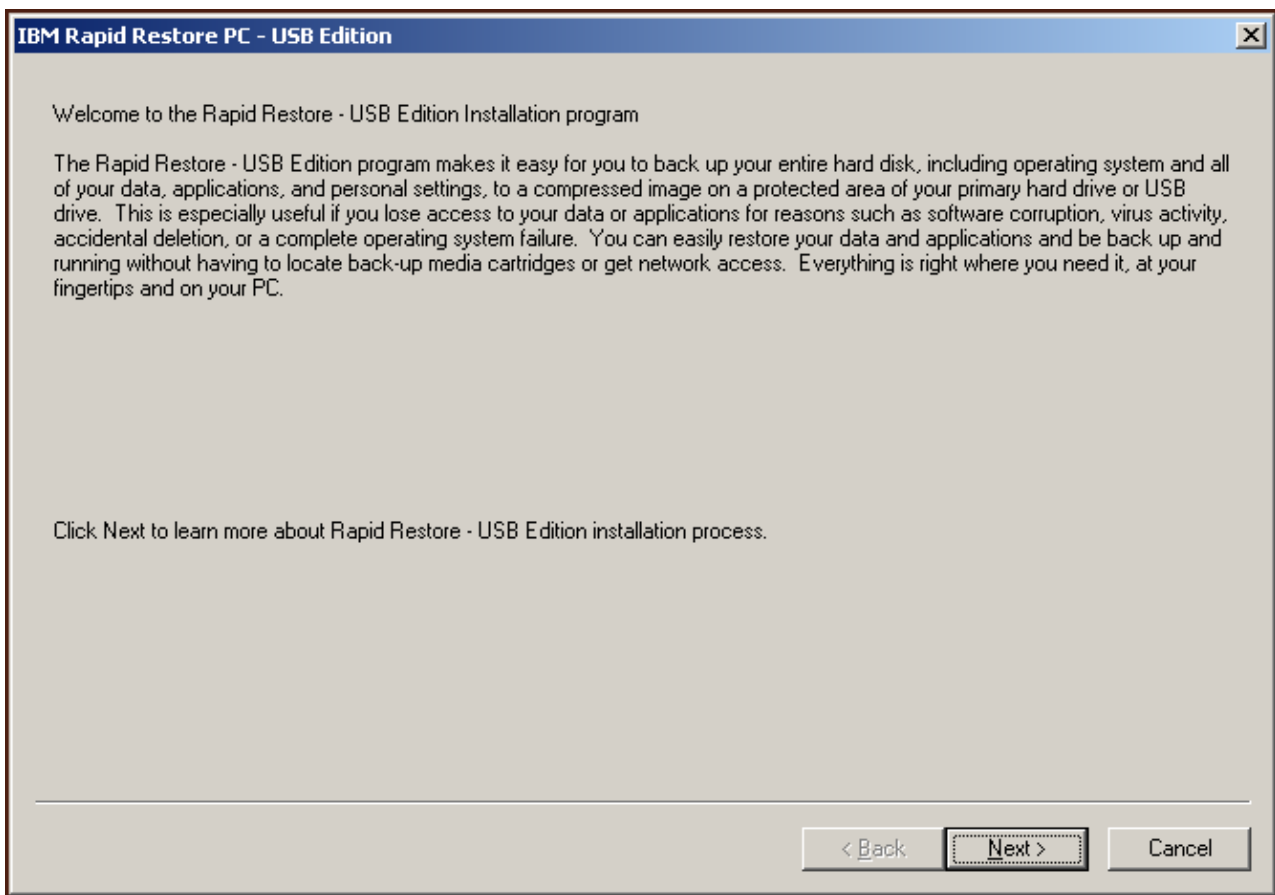 IBM Rapid Restore PC - USB Edition
Welcome to the Rapid Restore - USB Edition Installation program
The Rapid Restore - USB Edition program makes it easy for you to back up your entire hard disk, including operating system and all
of your data, applications, and personal settings, to a compressed image on a protected area of your primary hard drive or USB
drive.  This is especially useful if you lose access to your data or applications for reasons such as software corruption, virus activity,
accidental deletion, or a complete operating system failure.  You can easily restore your data and applications and be back up and
running without having to locate back-up media cartridges or get network access.  Everything is right where you need it, at your
fingertips and on your PC.
Click Next to learn more about Rapid Restore - USB Edition installation process.
< Back Next > Cancel